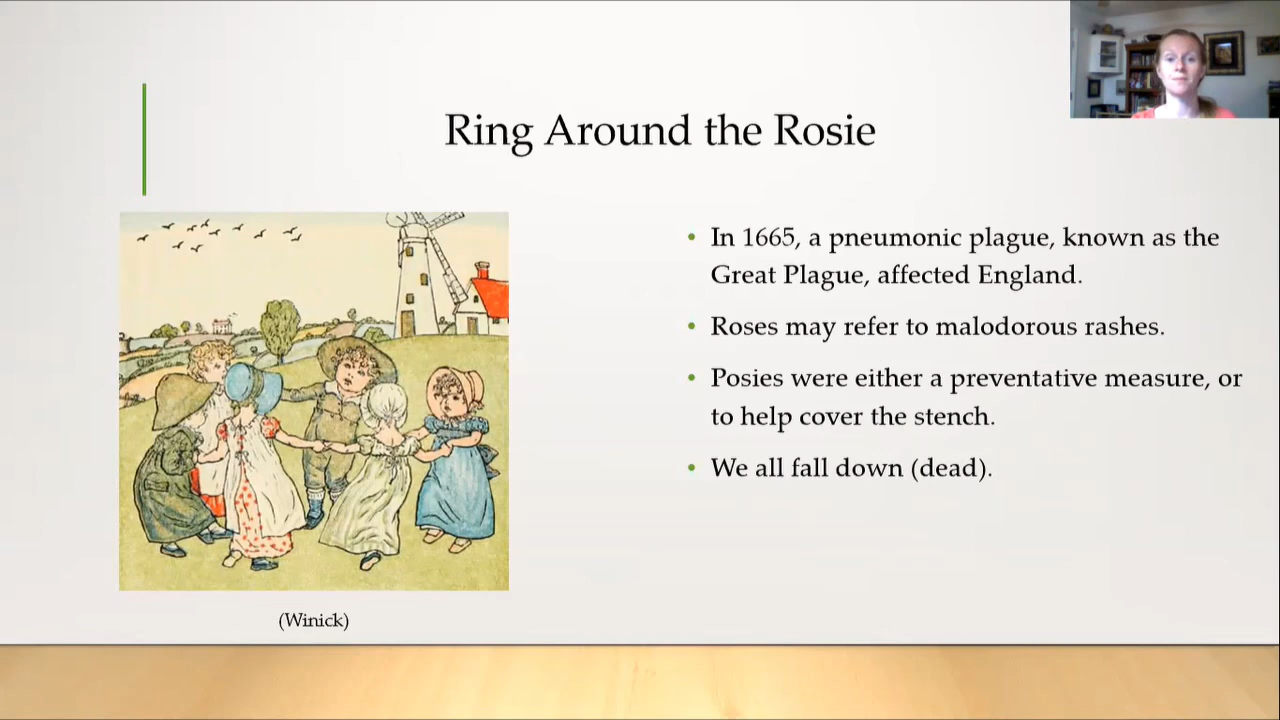 Ring Around the Rosie
• In 1665, a pneumonic plague, known as the
Great Plague, affected England.
• Roses may refer to malodorous rashes.
• Posies were either a preventative measure, or
to help cover the stench.
• We all fall down (dead).
(Winick)